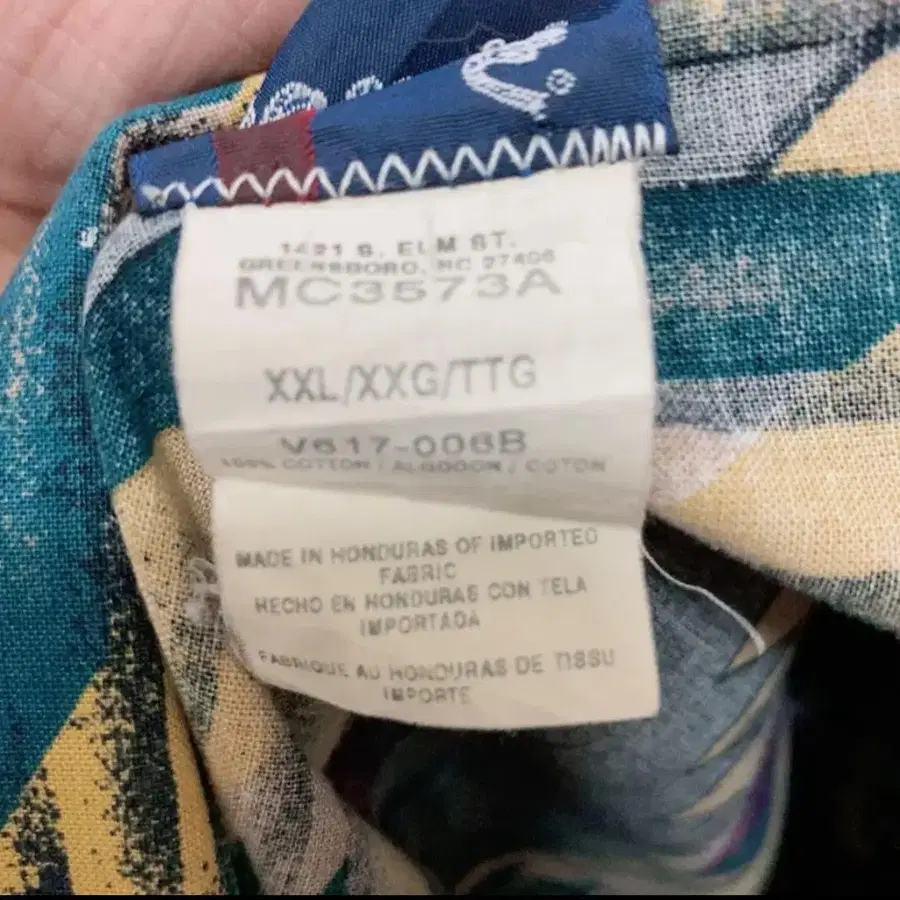 1421 S. ELM ST.
GREENSBORO, NC 27406
MC3573A
XXL/XXG/TTG
V617-006B
100% COTTON / ALGODON / COTON
MADE IN HONDURAS OF IMPORTED
FABRIC
HECHO EN HONDURAS CON TELA
IMPORTADA
FABRIQUE AU HONDURAS DE TISSU
IMPORTE